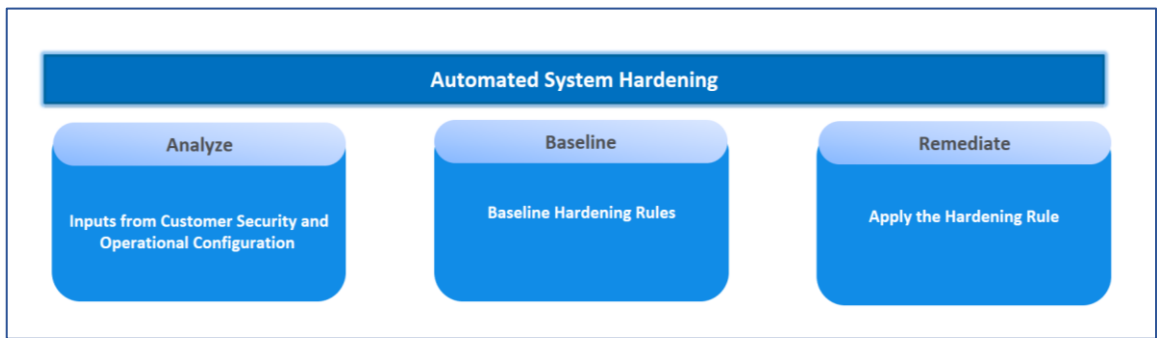 Automated System Hardening
Analyze
Inputs from Customer Security and
Operational Configuration
Baseline
Baseline Hardening Rules
Remediate
Apply the Hardening Rule